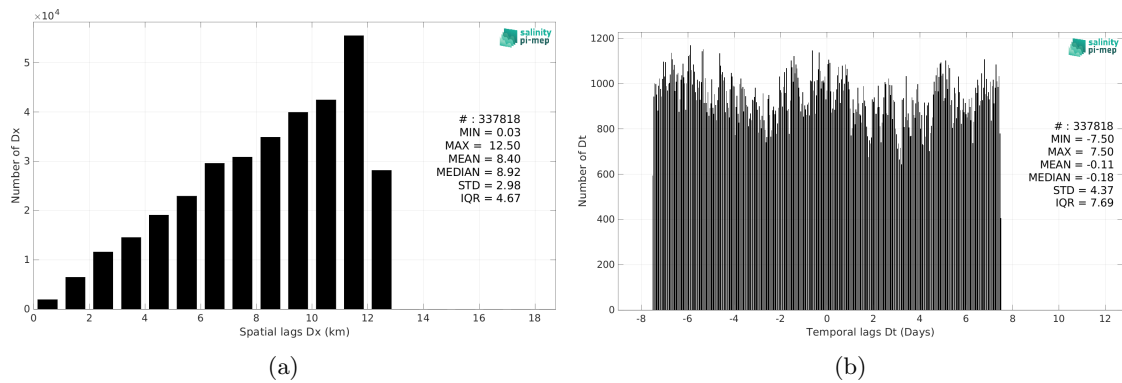 ×10⁴
5
4
3
2
1
0
Number of Dx
0 2 4 6 8 10 12 14 16 18
Spatial lags Dx (km)
salinity
pi-mep
# : 337818
MIN = 0.03
MAX = 12.50
MEAN = 8.40
MEDIAN = 8.92
STD = 2.98
IQR = 4.67
(a)
1200
1000
800
600
400
200
0
Number of Dt
-8 -6 -4 -2 0 2 4 6 8 10 12
Temporal lags Dt (Days)
salinity
pi-mep
# : 337818
MIN = -7.50
MAX = 7.50
MEAN = -0.11
MEDIAN = -0.18
STD = 4.37
IQR = 7.69
(b)